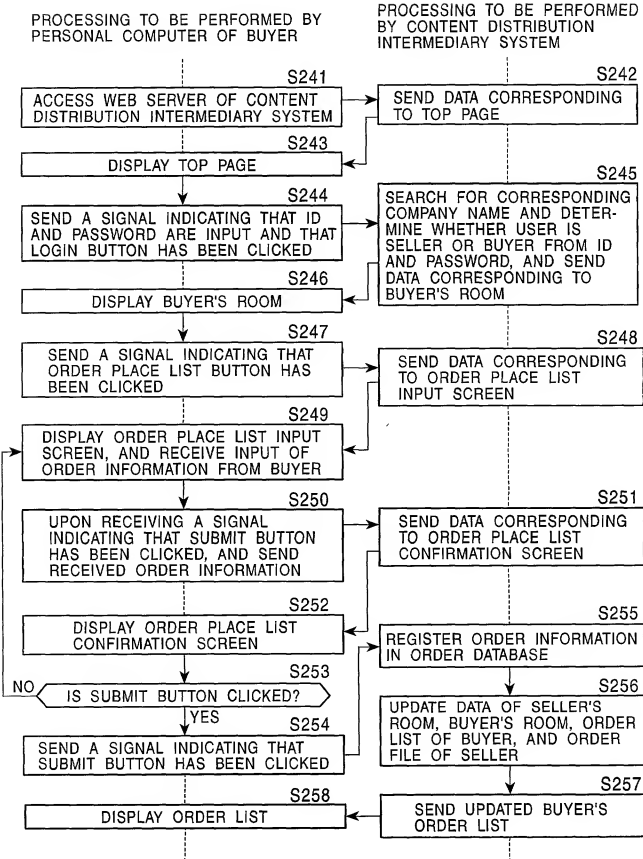 PROCESSING TO BE PERFORMED BY
PERSONAL COMPUTER OF BUYER
PROCESSING TO BE PERFORMED
BY CONTENT DISTRIBUTION
INTERMEDIARY SYSTEM
S241
ACCESS WEB SERVER OF CONTENT
DISTRIBUTION INTERMEDIARY SYSTEM
S242
SEND DATA CORRESPONDING
TO TOP PAGE
S243
DISPLAY TOP PAGE
S244
SEND A SIGNAL INDICATING THAT ID
AND PASSWORD ARE INPUT AND THAT
LOGIN BUTTON HAS BEEN CLICKED
S245
SEARCH FOR CORRESPONDING
COMPANY NAME AND DETER-
MINE WHETHER USER IS
SELLER OR BUYER FROM ID
AND PASSWORD, AND SEND
DATA CORRESPONDING TO
BUYER'S ROOM
S246
DISPLAY BUYER'S ROOM
S247
SEND A SIGNAL INDICATING THAT
ORDER PLACE LIST BUTTON HAS
BEEN CLICKED
S248
SEND DATA CORRESPONDING
TO ORDER PLACE LIST
INPUT SCREEN
S249
DISPLAY ORDER PLACE LIST INPUT
SCREEN, AND RECEIVE INPUT OF
ORDER INFORMATION FROM BUYER
S250
UPON RECEIVING A SIGNAL
INDICATING THAT SUBMIT BUTTON
HAS BEEN CLICKED, AND SEND
RECEIVED ORDER INFORMATION
S251
SEND DATA CORRESPONDING
TO ORDER PLACE LIST
CONFIRMATION SCREEN
S252
DISPLAY ORDER PLACE LIST
CONFIRMATION SCREEN
S253
NO
IS SUBMIT BUTTON CLICKED?
YES
S254
SEND A SIGNAL INDICATING THAT
SUBMIT BUTTON HAS BEEN CLICKED
S255
REGISTER ORDER INFORMATION
IN ORDER DATABASE
S256
UPDATE DATA OF SELLER'S
ROOM, BUYER'S ROOM, ORDER
LIST OF BUYER, AND ORDER
FILE OF SELLER
S257
SEND UPDATED BUYER'S
ORDER LIST
S258
DISPLAY ORDER LIST